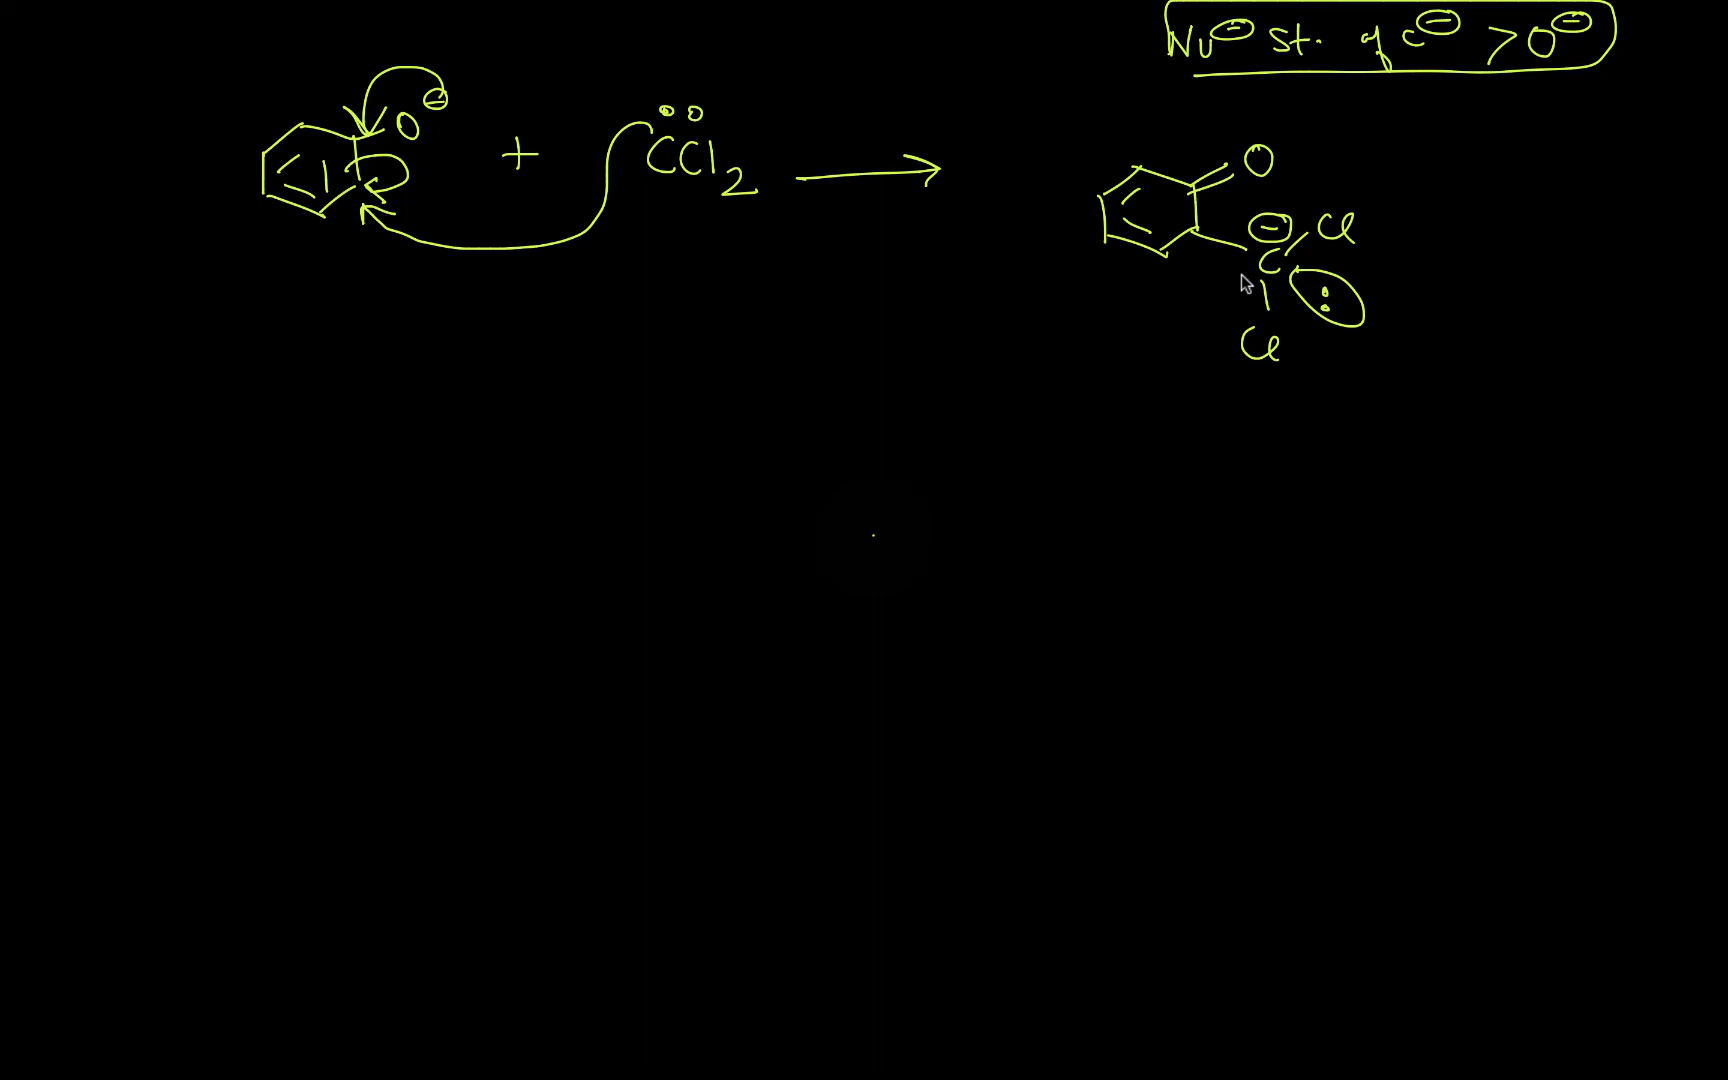 Nu⊖ St. of C⊖ > O⊖
O⊖ + CCl2 → O
⊖ Cl
C :
Cl